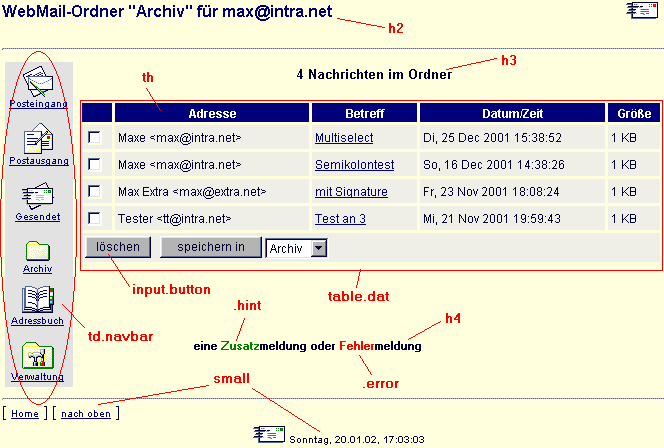 WebMail-Ordner "Archiv" für max@intra.net
h2
h3
4 Nachrichten im Ordner
th
Posteingang
Postausgang
Gesendet
Archiv
Adressbuch
Verwaltung
Adresse Betreff Datum/Zeit Größe
Maxe <max@intra.net> Multiselect Di, 25 Dec 2001 15:38:52 1 KB
Maxe <max@intra.net> Semikolontest So, 16 Dec 2001 14:38:26 1 KB
Max Extra <max@extra.net> mit Signature Fr, 23 Nov 2001 18:08:24 1 KB
Tester <tt@intra.net> Test an 3 Mi, 21 Nov 2001 19:59:43 1 KB
löschen speichern in Archiv
input.button
table.dat
.hint
h4
td.navbar
eine Zusatzmeldung oder Fehlermeldung
small
.error
[ Home ] [ nach oben ]
Sonntag, 20.01.02, 17:03:03